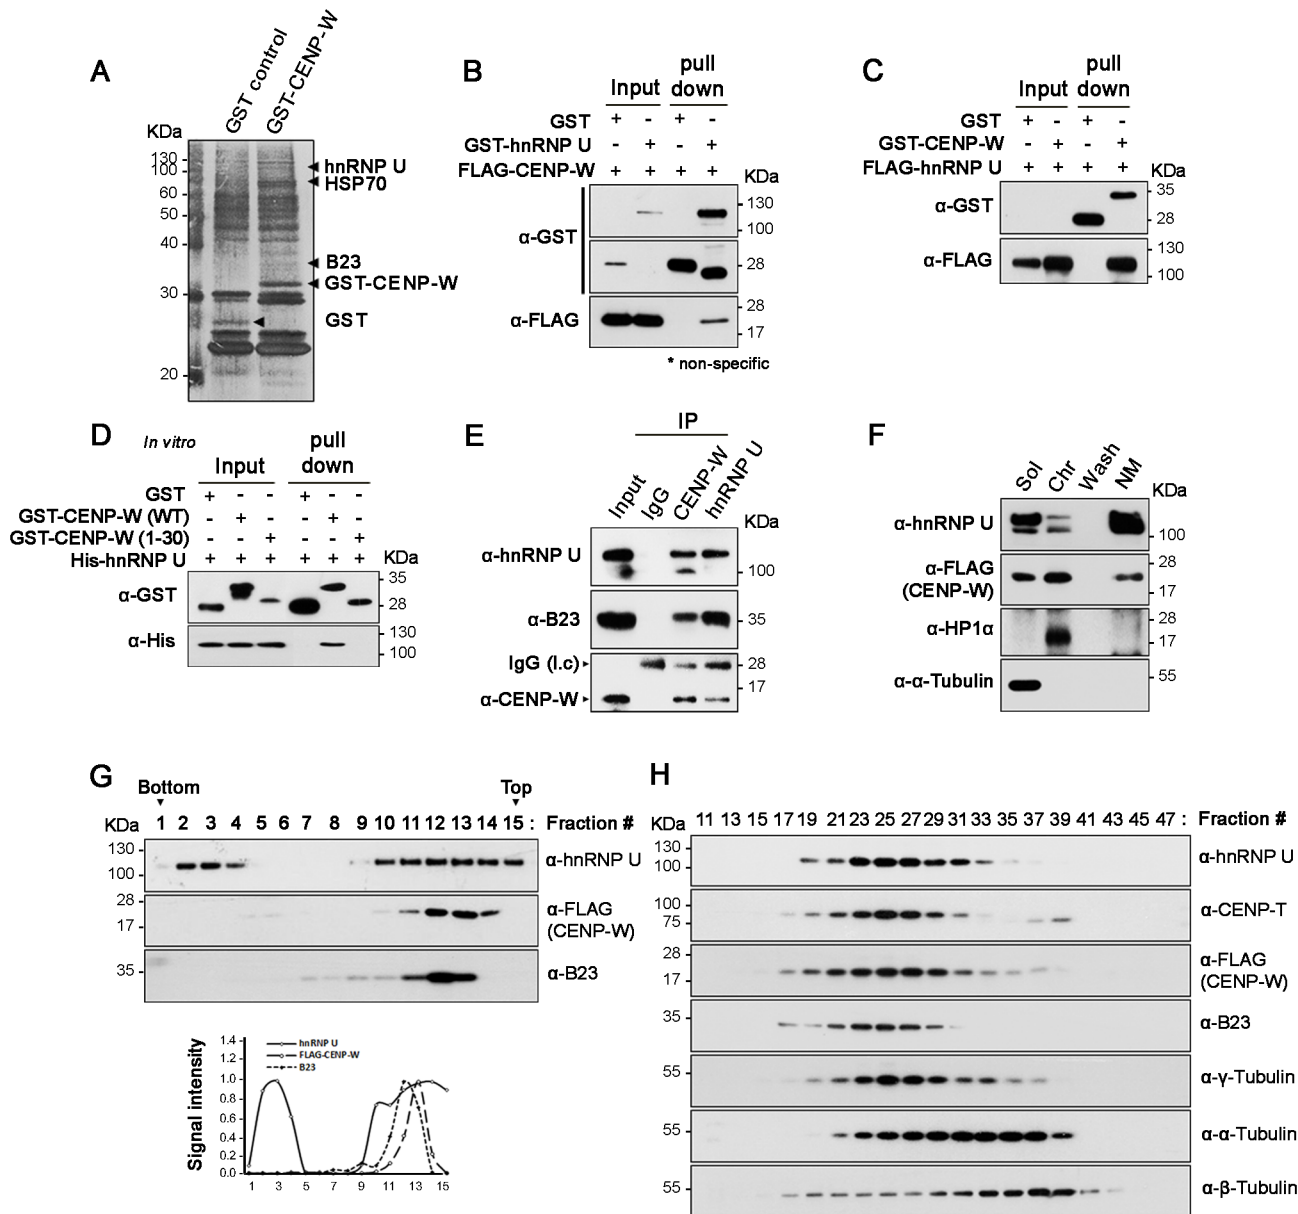 A
GST control
GST-CENP-W
KDa
130
100
60
50
40
30
20
hnRNP U
HSP70
B23
GST-CENP-W
GST
B
Input
pull down
GST + - + -
GST-hnRNP U - + - +
FLAG-CENP-W + + + +
KDa
α-GST
130
100
28
α-FLAG
28
17
* non-specific
C
Input
pull down
GST + - + -
GST-CENP-W - + - +
FLAG-hnRNP U + + + +
KDa
α-GST
35
28
α-FLAG
130
100
D
In vitro
Input
pull down
GST + - - + - -
GST-CENP-W (WT) - + - - + -
GST-CENP-W (1-30) - - + - - +
His-hnRNP U + + + + + +
KDa
α-GST
35
28
α-His
130
100
E
IP
Input
IgG
CENP-W
hnRNP U
KDa
α-hnRNP U
100
α-B23
35
IgG (l.c)
28
17
α-CENP-W
F
Sol
Chr
Wash
NM
KDa
α-hnRNP U
100
α-FLAG
(CENP-W)
28
17
α-HP1α
28
17
α-α-Tubulin
55
G
Bottom
Top
KDa 1 2 3 4 5 6 7 8 9 10 11 12 13 14 15 : Fraction #
130
100
α-hnRNP U
28
17
α-FLAG
(CENP-W)
35
α-B23
Signal intensity
1.4
1.2
1.0
0.8
0.6
0.4
0.2
0.0
hnRNP U
FLAG-CENP-W
B23
1 3 5 7 9 11 13 15
H
KDa 11 13 15 17 19 21 23 25 27 29 31 33 35 37 39 41 43 45 47 : Fraction #
130
100
α-hnRNP U
100
75
α-CENP-T
28
17
α-FLAG
(CENP-W)
35
α-B23
55
α-γ-Tubulin
55
α-α-Tubulin
55
α-β-Tubulin